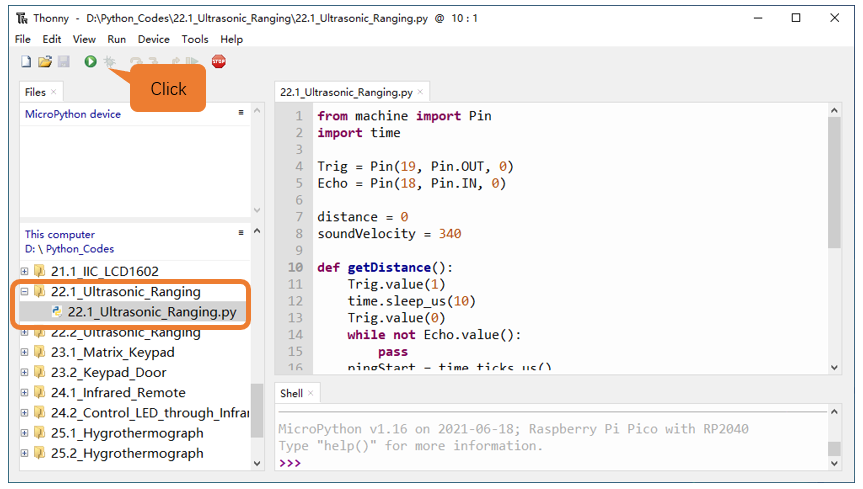 Thonny - D:\Python_Codes\22.1_Ultrasonic_Ranging\22.1_Ultrasonic_Ranging.py @ 10 : 1
File Edit View Run Device Tools Help
STOP
Click
Files
MicroPython device
This computer
D: \ Python_Codes
21.1_IIC_LCD1602
22.1_Ultrasonic_Ranging
22.1_Ultrasonic_Ranging.py
22.2_Ultrasonic_Ranging
23.1_Matrix_Keypad
23.2_Keypad_Door
24.1_Infrared_Remote
24.2_Control_LED_through_Infrar
25.1_Hygrothermograph
25.2_Hygrothermograph
22.1_Ultrasonic_Ranging.py
1 from machine import Pin
2 import time
3
4 Trig = Pin(19, Pin.OUT, 0)
5 Echo = Pin(18, Pin.IN, 0)
6
7 distance = 0
8 soundVelocity = 340
9
10 def getDistance():
11     Trig.value(1)
12     time.sleep_us(10)
13     Trig.value(0)
14     while not Echo.value():
15         pass
16     pingStart = time.ticks_us()
Shell
MicroPython v1.16 on 2021-06-18; Raspberry Pi Pico with RP2040
Type "help()" for more information.
>>>